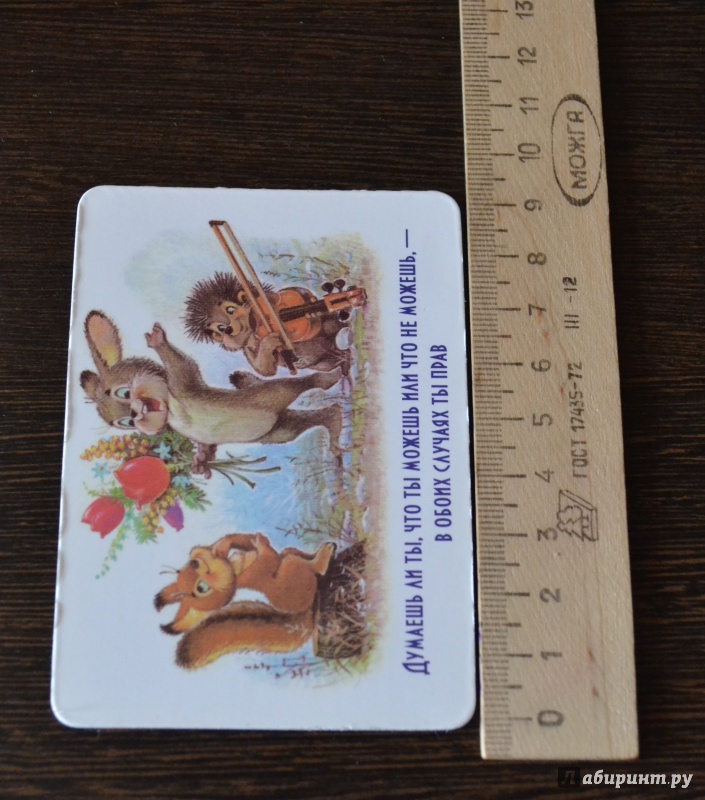 Думаешь ли ты, что ты можешь или что не можешь, —
в обоих случаях ты прав
0 1 2 3 4 5 6 7 8 9 10 11 12 13
ГОСТ 17435-72 III -12
МОЖГА
Лабиринт.ру